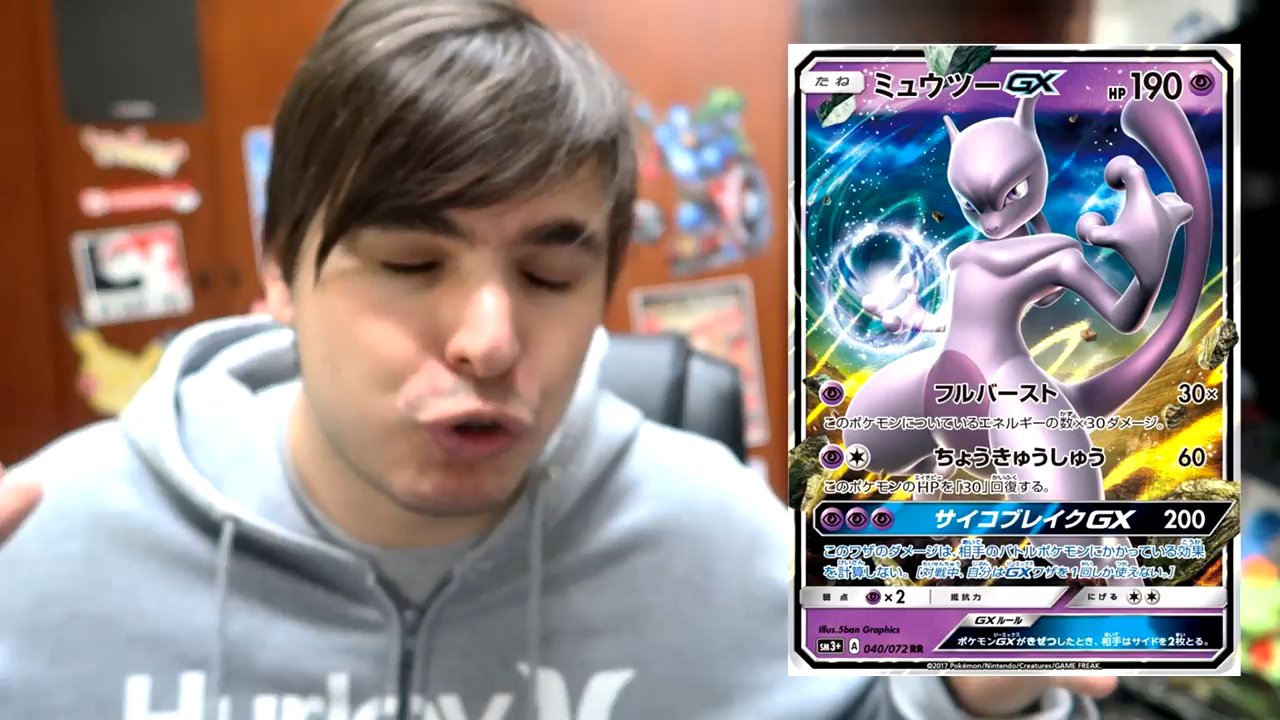 たね ミュウツーGX HP 190
フルバースト 30×
このポケモンについているエネルギーの数×30ダメージ。
ちょうきゅうしゅう 60
このポケモンのHPを「30」回復する。
サイコブレイクGX 200
このワザのダメージは、相手のバトルポケモンにかかっている効果
を計算しない。[対戦中、自分はGXワザを1回しか使えない。]
弱点 ×2 抵抗力 にげる
GXルール
ポケモンGXがきぜつしたとき、相手はサイドを2枚とる。
Illus.5ban Graphics
SM3+ A 040/072 RR
©2017 Pokémon/Nintendo/Creatures/GAME FREAK.
Hurley